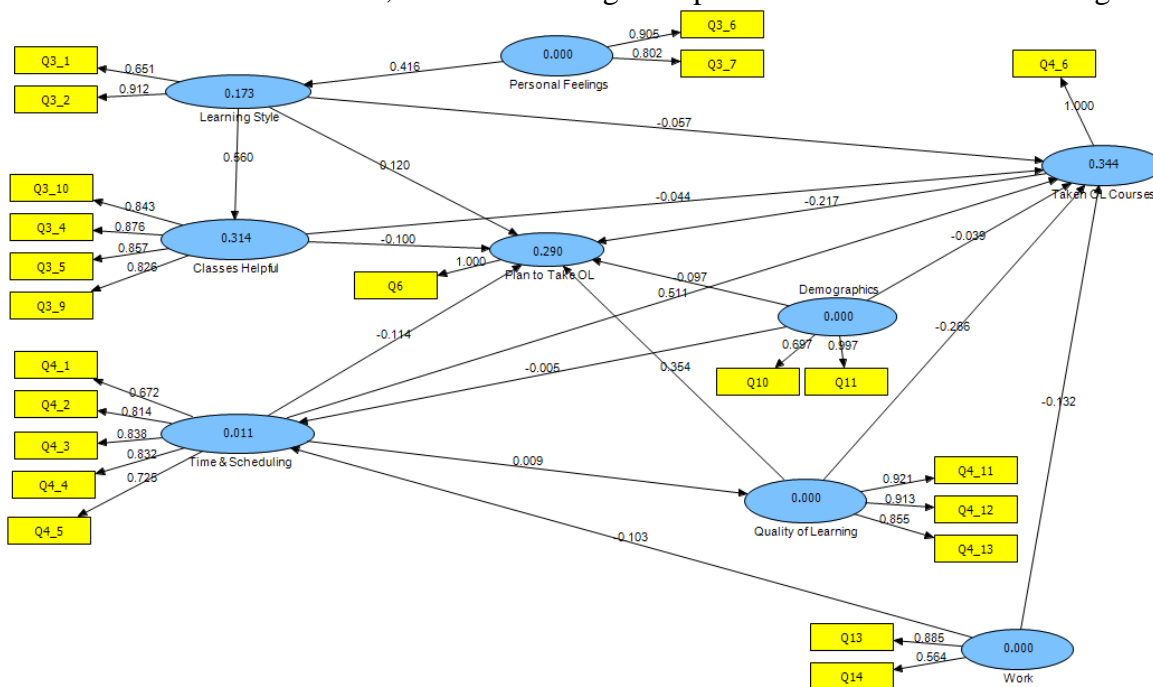 Q3_1
0.651
Q3_2
0.912
0.173
Learning Style
0.416
0.000
Personal Feelings
0.905
Q3_6
0.802
Q3_7
Q4_6
1.000
-0.057
0.344
Taken OL Courses
0.560
0.120
Q3_10
0.843
Q3_4
0.876
Q3_5
0.857
Q3_9
0.826
0.314
Classes Helpful
-0.044
-0.100
-0.217
-0.039
0.290
Plan to Take OL
1.000
Q6
0.097
0.511
Demographics
0.000
0.697
0.997
Q10
Q11
-0.114
-0.005
0.354
-0.132
Q4_1
0.672
Q4_2
0.814
Q4_3
0.838
Q4_4
0.832
Q4_5
0.725
0.011
Time & Scheduling
0.009
0.000
Quality of Learning
0.921
Q4_11
0.913
Q4_12
0.855
Q4_13
0.103
Q13
0.885
Q14
0.564
0.000
Work